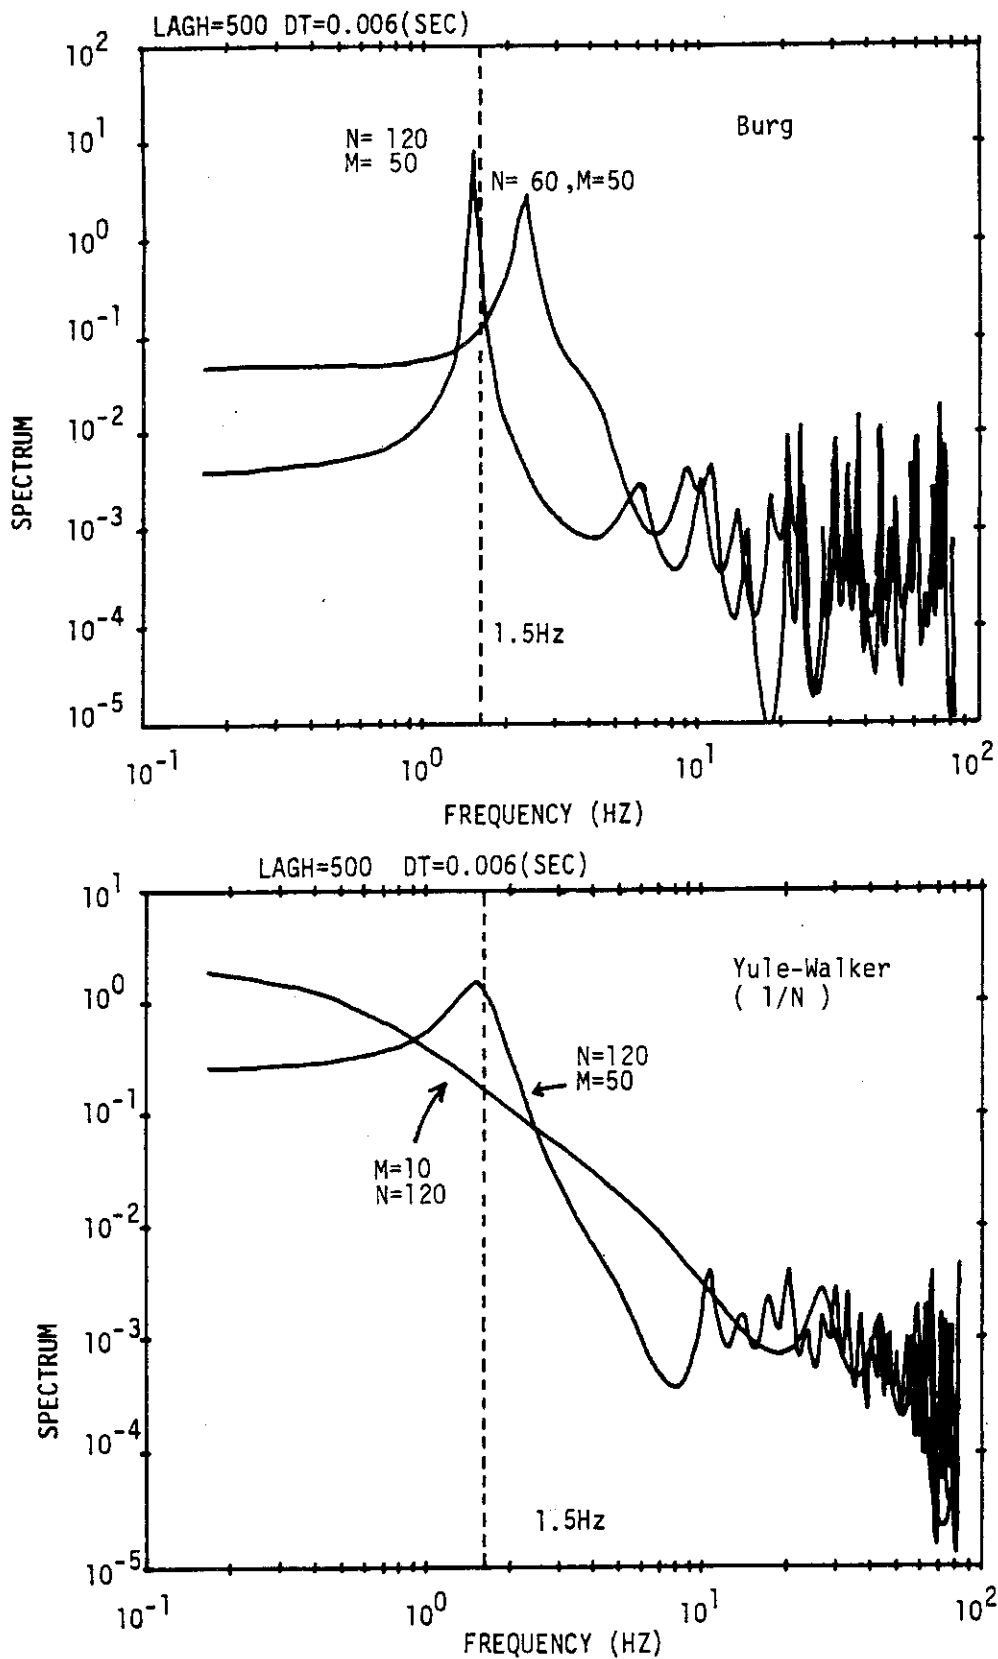 LAGH=500 DT=0.006(SEC)
10^2
10^1
10^0
10^-1
10^-2
10^-3
10^-4
10^-5
SPECTRUM
Burg
N= 120
M= 50
N= 60 ,M=50
1.5Hz
10^-1
10^0
10^1
10^2
FREQUENCY (HZ)
LAGH=500 DT=0.006(SEC)
10^1
10^0
10^-1
10^-2
10^-3
10^-4
10^-5
SPECTRUM
Yule-Walker
( 1/N )
N=120
M=50
M=10
N=120
1.5Hz
10^-1
10^0
10^1
10^2
FREQUENCY (HZ)